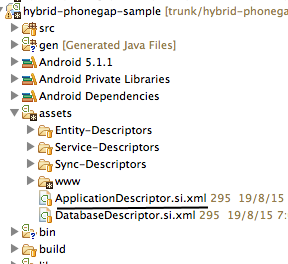 hybrid-phonegap-sample [trunk/hybrid-phonega
src
gen [Generated Java Files]
Android 5.1.1
Android Private Libraries
Android Dependencies
assets
Entity-Descriptors
Service-Descriptors
Sync-Descriptors
www
ApplicationDescriptor.si.xml 295 19/8/15
DatabaseDescriptor.si.xml 295 19/8/15 7:
bin
build